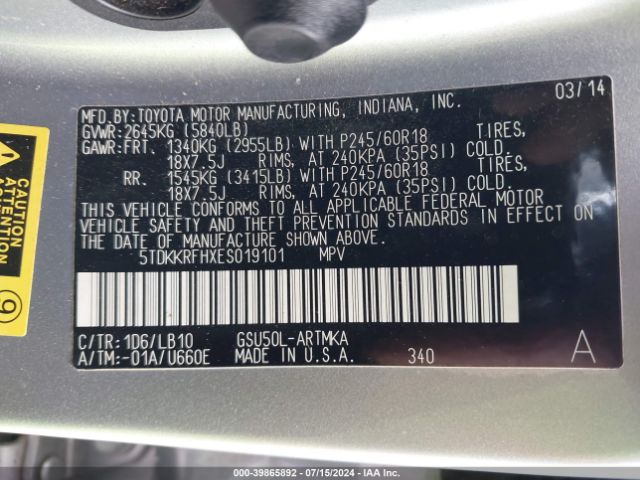 MFD.BY:TOYOTA MOTOR MANUFACTURING, INDIANA, INC. 03/14
GVWR:2645KG (5840LB)
GAWR:FRT. 1340KG (2955LB) WITH P245/60R18 TIRES,
18X7.5J RIMS, AT 240KPA (35PSI) COLD.
RR. 1545KG (3415LB) WITH P245/60R18 TIRES,
18X7.5J RIMS, AT 240KPA (35PSI) COLD.
THIS VEHICLE CONFORMS TO ALL APPLICABLE FEDERAL MOTOR
VEHICLE SAFETY AND THEFT PREVENTION STANDARDS IN EFFECT ON
THE DATE OF MANUFACTURE SHOWN ABOVE.
5TDKKRFHXES019101 MPV
C/TR:1D6/LB10 GSU50L-ARTMKA
A/TM:-01A/U660E MADE IN U.S.A. 340 A
CAUTION
ATTENTION
9
000-39865892 - 07/15/2024 - IAA Inc.